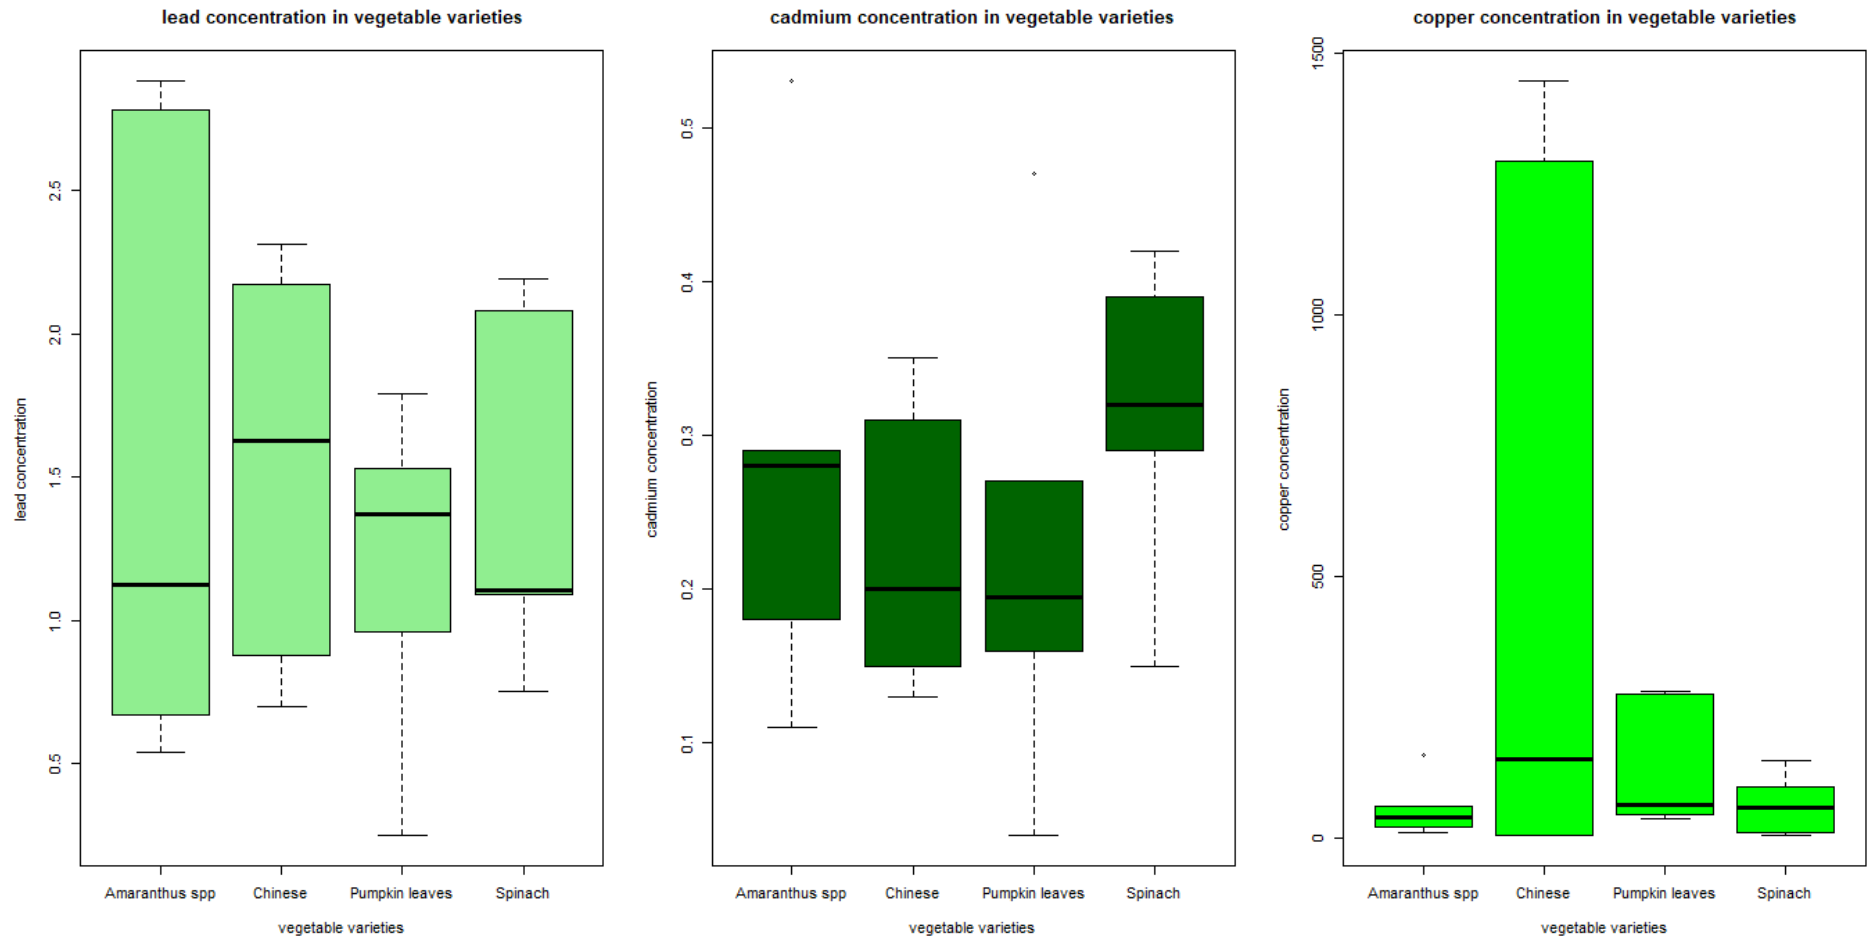 lead concentration in vegetable varieties
lead concentration
2.5
2.0
1.5
1.0
0.5
Amaranthus spp Chinese Pumpkin leaves Spinach
vegetable varieties
cadmium concentration in vegetable varieties
cadmium concentration
0.5
0.4
0.3
0.2
0.1
Amaranthus spp Chinese Pumpkin leaves Spinach
vegetable varieties
copper concentration in vegetable varieties
copper concentration
1500
1000
500
0
Amaranthus spp Chinese Pumpkin leaves Spinach
vegetable varieties